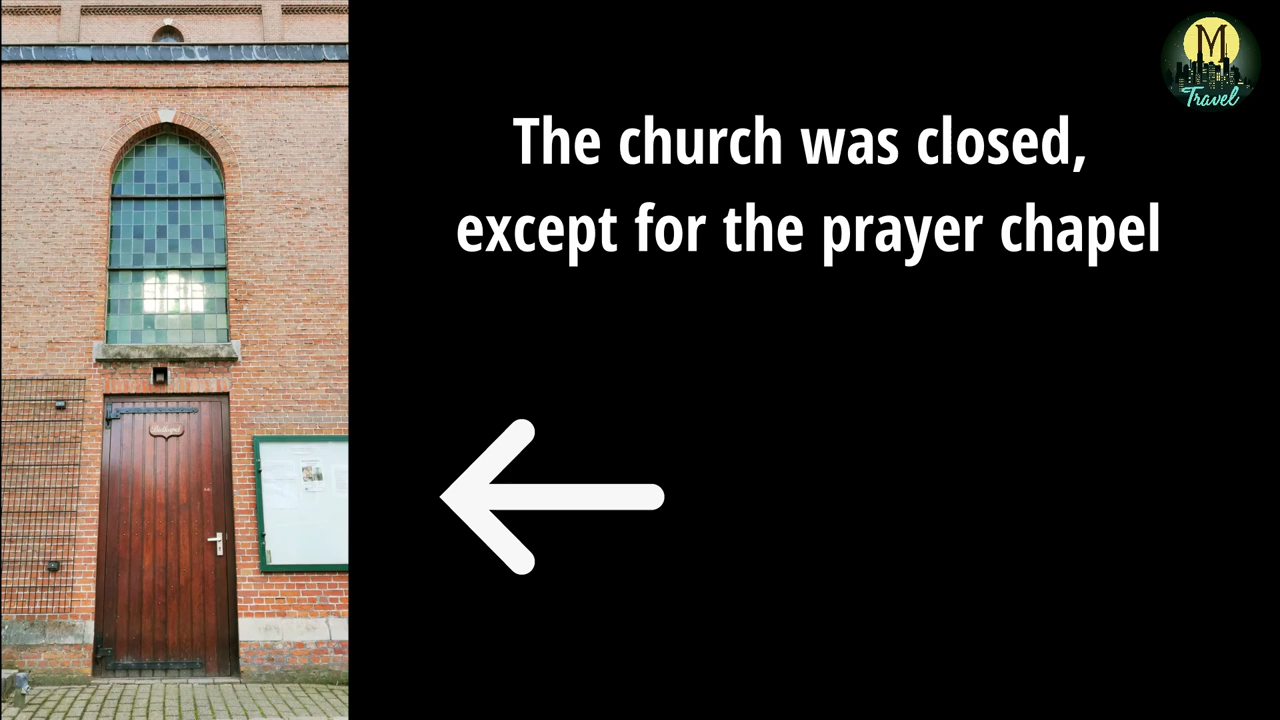 The church was closed,
except for the prayer chapel
M
Travel